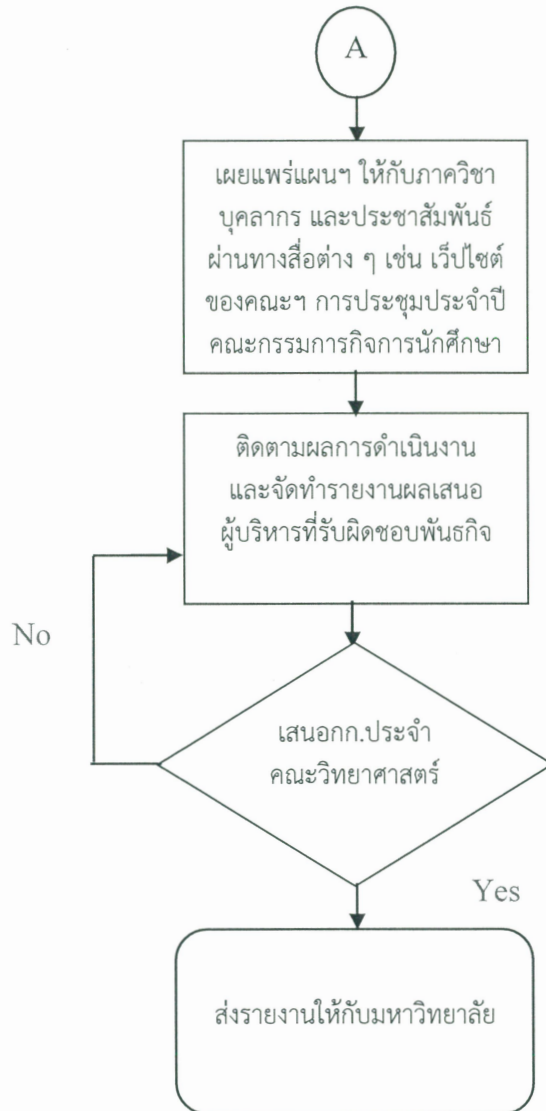 A
เผยแพร่แผนฯ ให้กับภาควิชา
บุคลากร และประชาสัมพันธ์
ผ่านทางสื่อต่าง ๆ เช่น เว็ปไซต์
ของคณะฯ การประชุมประจำปี
คณะกรรมการกิจการนักศึกษา
ติดตามผลการดำเนินงาน
และจัดทำรายงานผลเสนอ
ผู้บริหารที่รับผิดชอบพันธกิจ
No
เสนอกก.ประจำ
คณะวิทยาศาสตร์
Yes
ส่งรายงานให้กับมหาวิทยาลัย